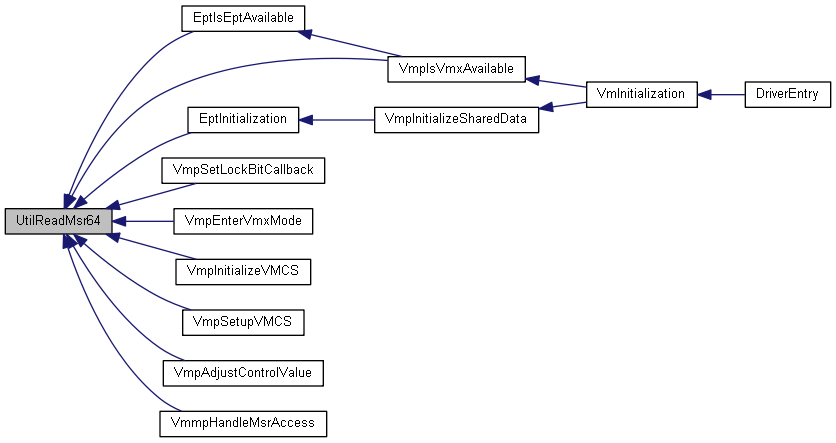 EptIsEptAvailable
VmpIsVmxAvailable
VmInitialization
DriverEntry
EptInitialization
VmpInitializeSharedData
VmpSetLockBitCallback
UtilReadMsr64
VmpEnterVmxMode
VmpInitializeVMCS
VmpSetupVMCS
VmpAdjustControlValue
VmmpHandleMsrAccess